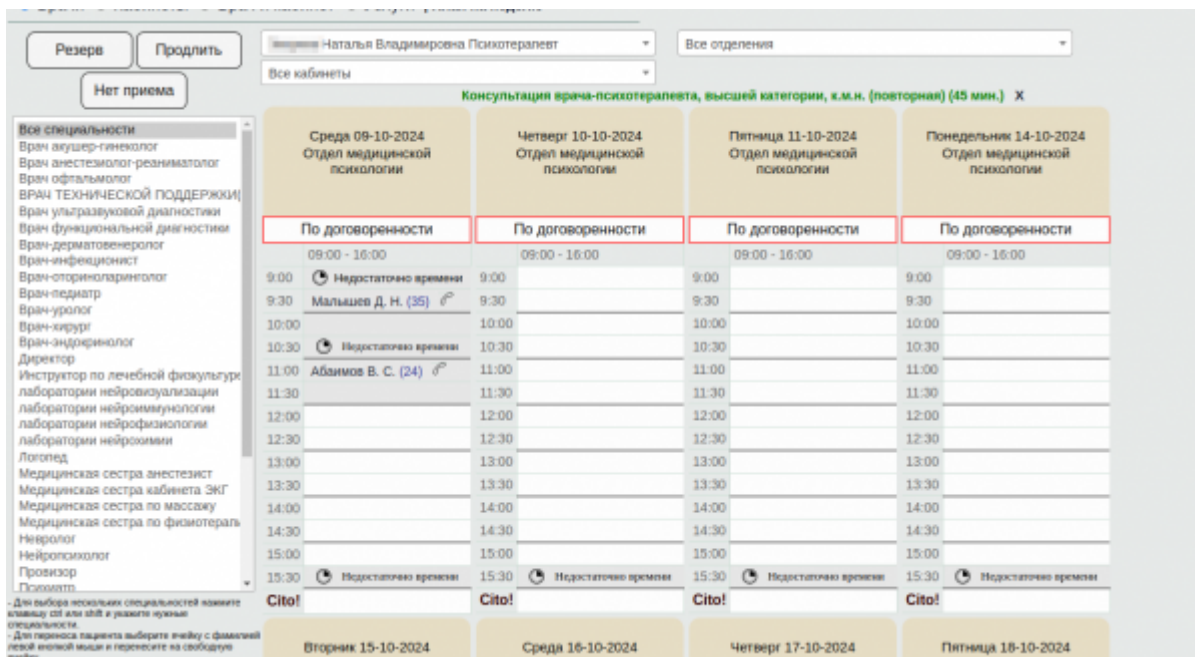 Резерв
Продлить
Нет приема
Наталья Владимировна Психотерапевт
Все отделения
Все кабинеты
Консультация врача-психотерапевта, высшей категории, к.м.н. (повторная) (45 мин.) X
Все специальности
Врач акушер-гинеколог
Врач анестезиолог-реаниматолог
Врач офтальмолог
ВРАЧ ТЕХНИЧЕСКОЙ ПОДДЕРЖКИ(
Врач ультразвуковой диагностики
Врач функциональной диагностики
Врач-дерматовенеролог
Врач-инфекционист
Врач-оториноларинголог
Врач-педиатр
Врач-уролог
Врач-хирург
Врач-эндокринолог
Директор
Инструктор по лечебной физкультуре
лаборатории нейровизуализации
лаборатории нейроиммунологии
лаборатории нейрофизиологии
лаборатории нейрохимии
Логопед
Медицинская сестра анестезист
Медицинская сестра кабинета ЭКГ
Медицинская сестра по массажу
Медицинская сестра по физиотерапь
Невролог
Нейропсихолог
Провизор
Психиатр
- Для выбора нескольких специальностей нажмите
клавишу ctrl или shift и укажите нужные
специальности.
- Для переноса пациента выберите ячейку с фамилией
левой кнопкой мыши и перенесите на свободную
Среда 09-10-2024
Отдел медицинской
психологии
По договоренности
09:00 - 16:00
9:00 Недостаточно времени
9:30 Малышев Д. Н. (35)
10:00
10:30 Недостаточно времени
11:00 Абаимов В. С. (24)
11:30
12:00
12:30
13:00
13:30
14:00
14:30
15:00
15:30 Недостаточно времени
Cito!
Четверг 10-10-2024
Отдел медицинской
психологии
По договоренности
09:00 - 16:00
9:00
9:30
10:00
10:30
11:00
11:30
12:00
12:30
13:00
13:30
14:00
14:30
15:00
15:30 Недостаточно времени
Cito!
Пятница 11-10-2024
Отдел медицинской
психологии
По договоренности
09:00 - 16:00
9:00
9:30
10:00
10:30
11:00
11:30
12:00
12:30
13:00
13:30
14:00
14:30
15:00
15:30 Недостаточно времени
Cito!
Понедельник 14-10-2024
Отдел медицинской
психологии
По договоренности
09:00 - 16:00
9:00
9:30
10:00
10:30
11:00
11:30
12:00
12:30
13:00
13:30
14:00
14:30
15:00
15:30 Недостаточно времени
Cito!
Вторник 15-10-2024
Среда 16-10-2024
Четверг 17-10-2024
Пятница 18-10-2024